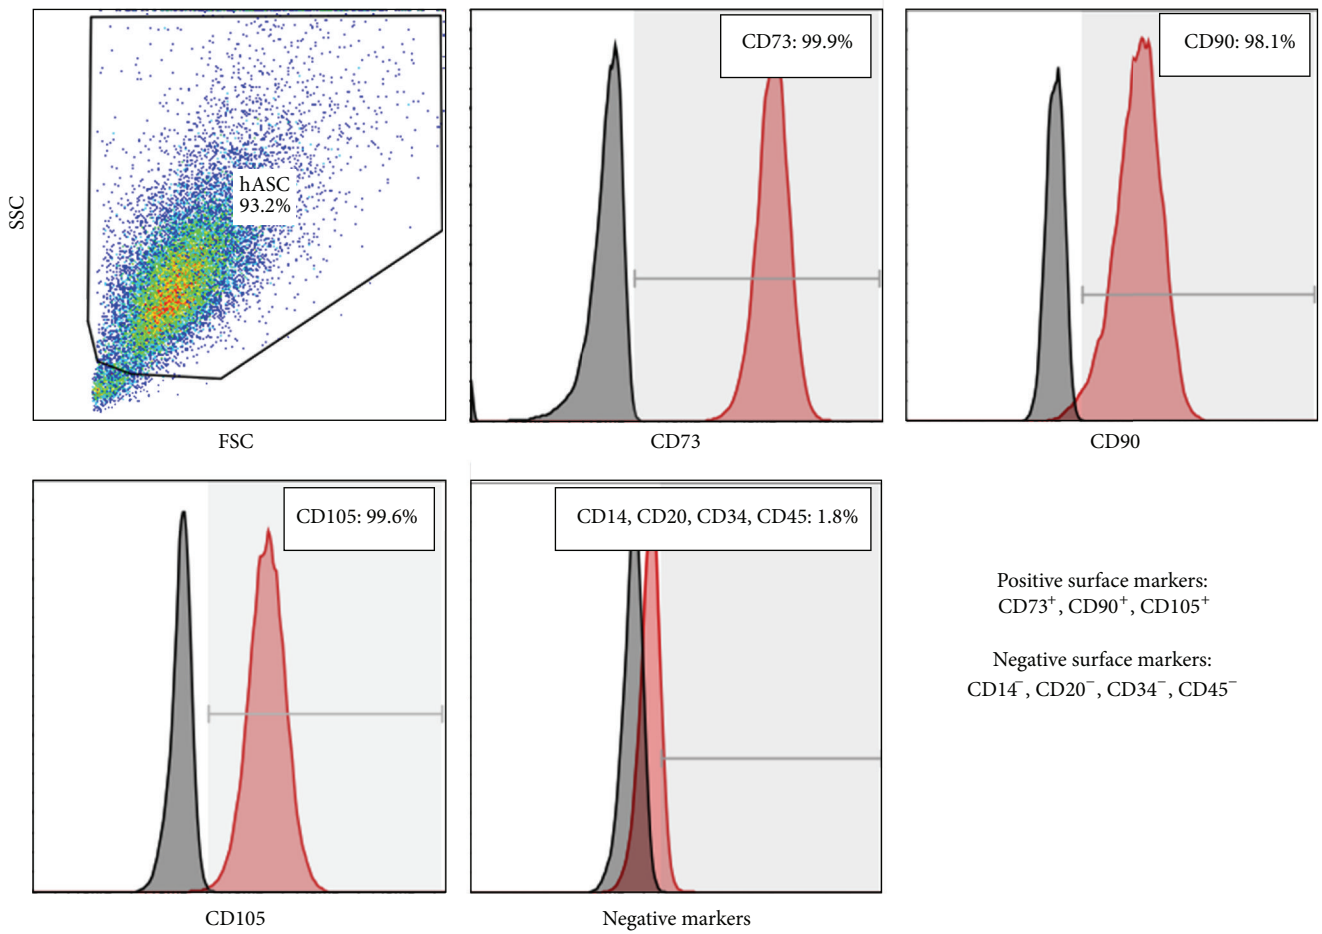 SSC
hASC
93.2%
FSC
CD73: 99.9%
CD73
CD90: 98.1%
CD90
CD105: 99.6%
CD105
CD14, CD20, CD34, CD45: 1.8%
Negative markers
Positive surface markers:
CD73⁺, CD90⁺, CD105⁺
Negative surface markers:
CD14⁻, CD20⁻, CD34⁻, CD45⁻